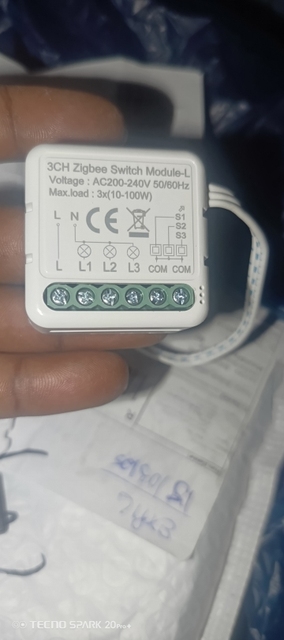 3CH Zigbee Switch Module-L
Voltage : AC200-240V 50/60Hz
Max.load : 3x(10-100W)
L N CE S1
S2
S3
L L1 L2 L3 COM COM
TECNO SPARK 20